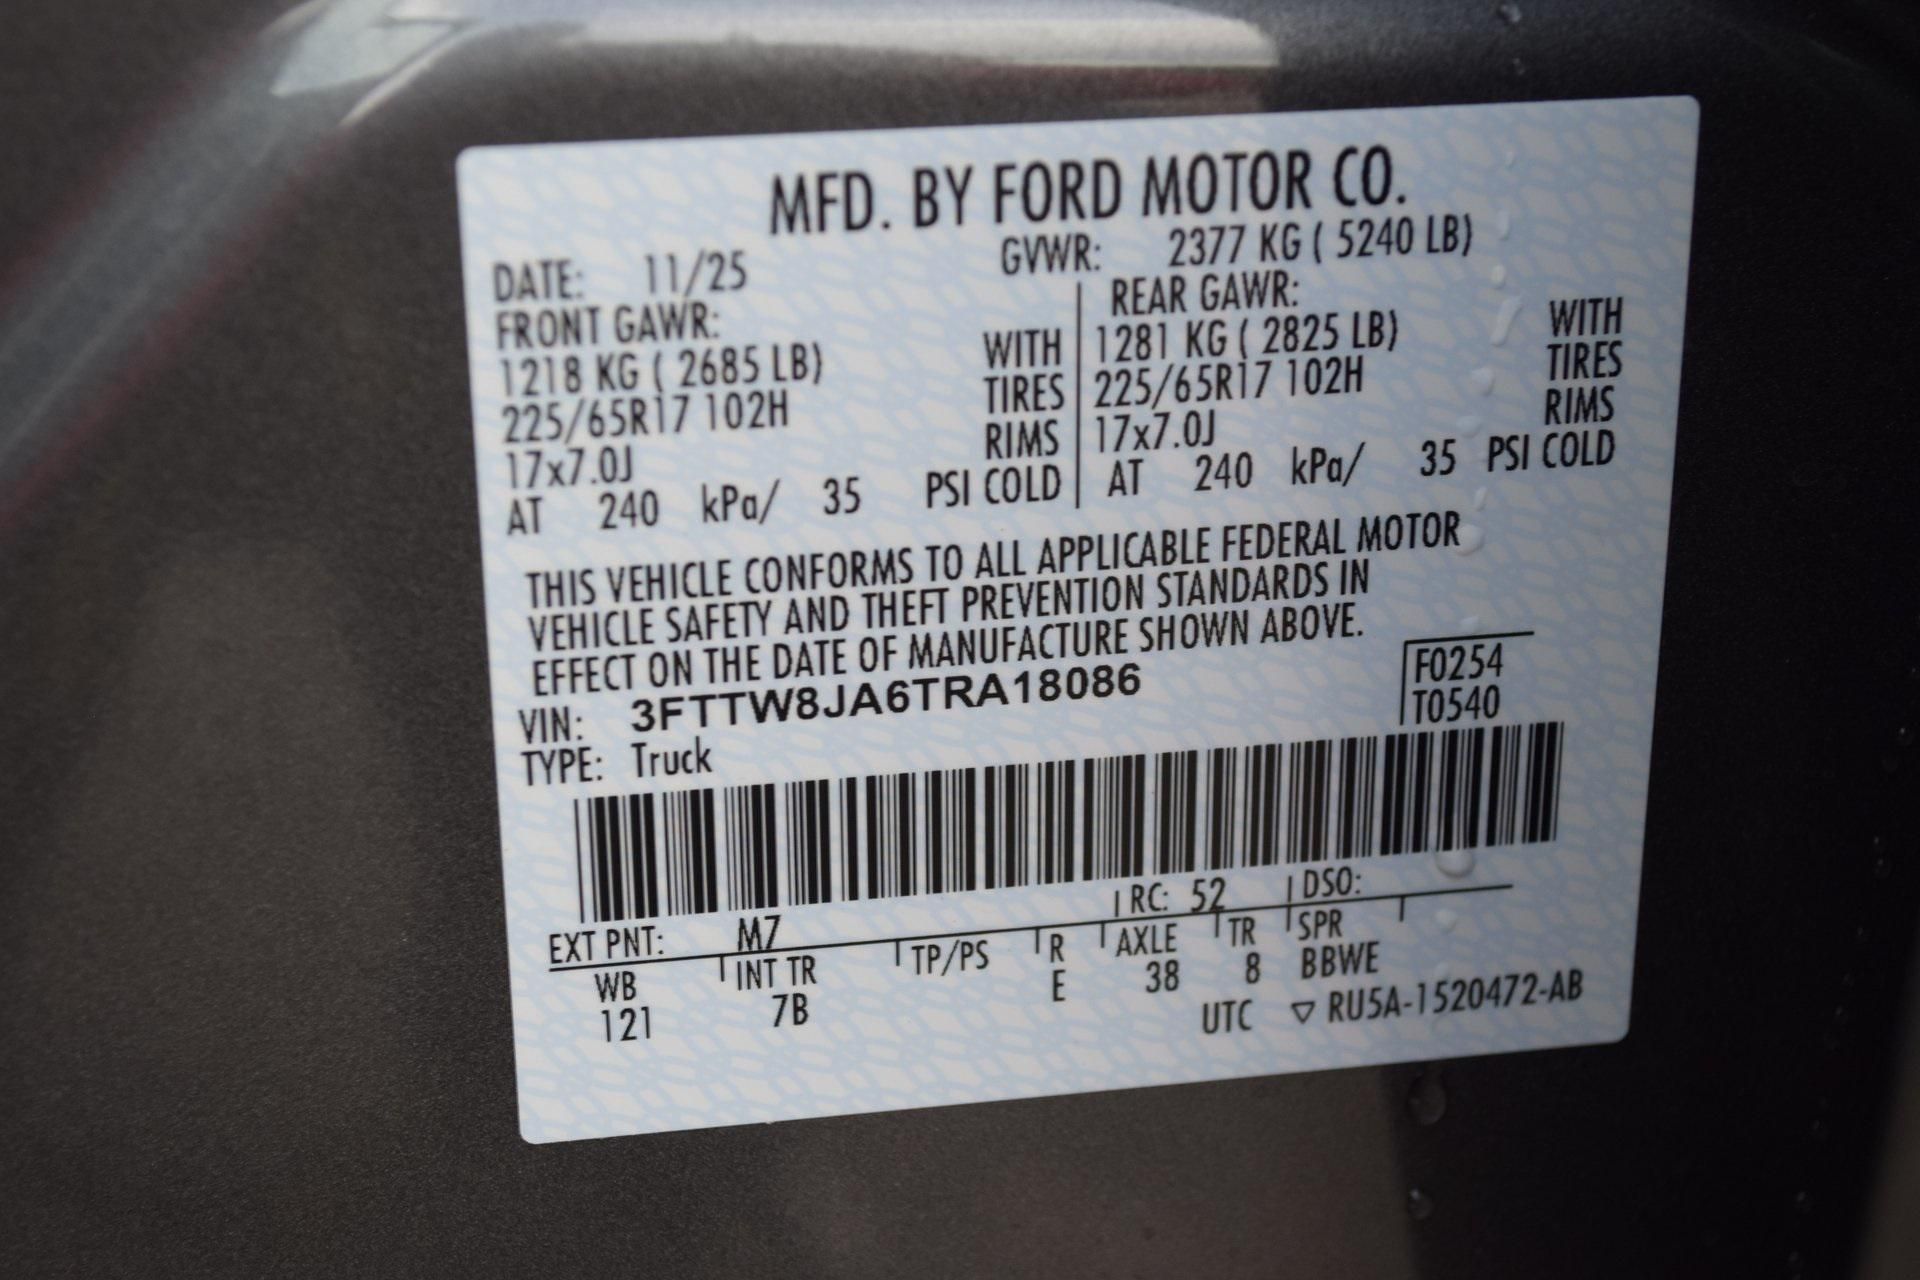 MFD. BY FORD MOTOR CO.
DATE: 11/25 GVWR: 2377 KG ( 5240 LB)
FRONT GAWR: REAR GAWR:
1218 KG ( 2685 LB) WITH 1281 KG ( 2825 LB) WITH
225/65R17 102H TIRES 225/65R17 102H TIRES
17x7.0J RIMS 17x7.0J RIMS
AT 240 kPa/ 35 PSI COLD AT 240 kPa/ 35 PSI COLD
THIS VEHICLE CONFORMS TO ALL APPLICABLE FEDERAL MOTOR
VEHICLE SAFETY AND THEFT PREVENTION STANDARDS IN
EFFECT ON THE DATE OF MANUFACTURE SHOWN ABOVE.
VIN: 3FTTW8JA6TRA18086 F0254
TYPE: Truck T0540
EXT PNT: M7 RC: 52 DSO:
WB INT TR TP/PS R AXLE TR SPR
121 7B E 38 8 BBWE
UTC ▽ RU5A-1520472-AB